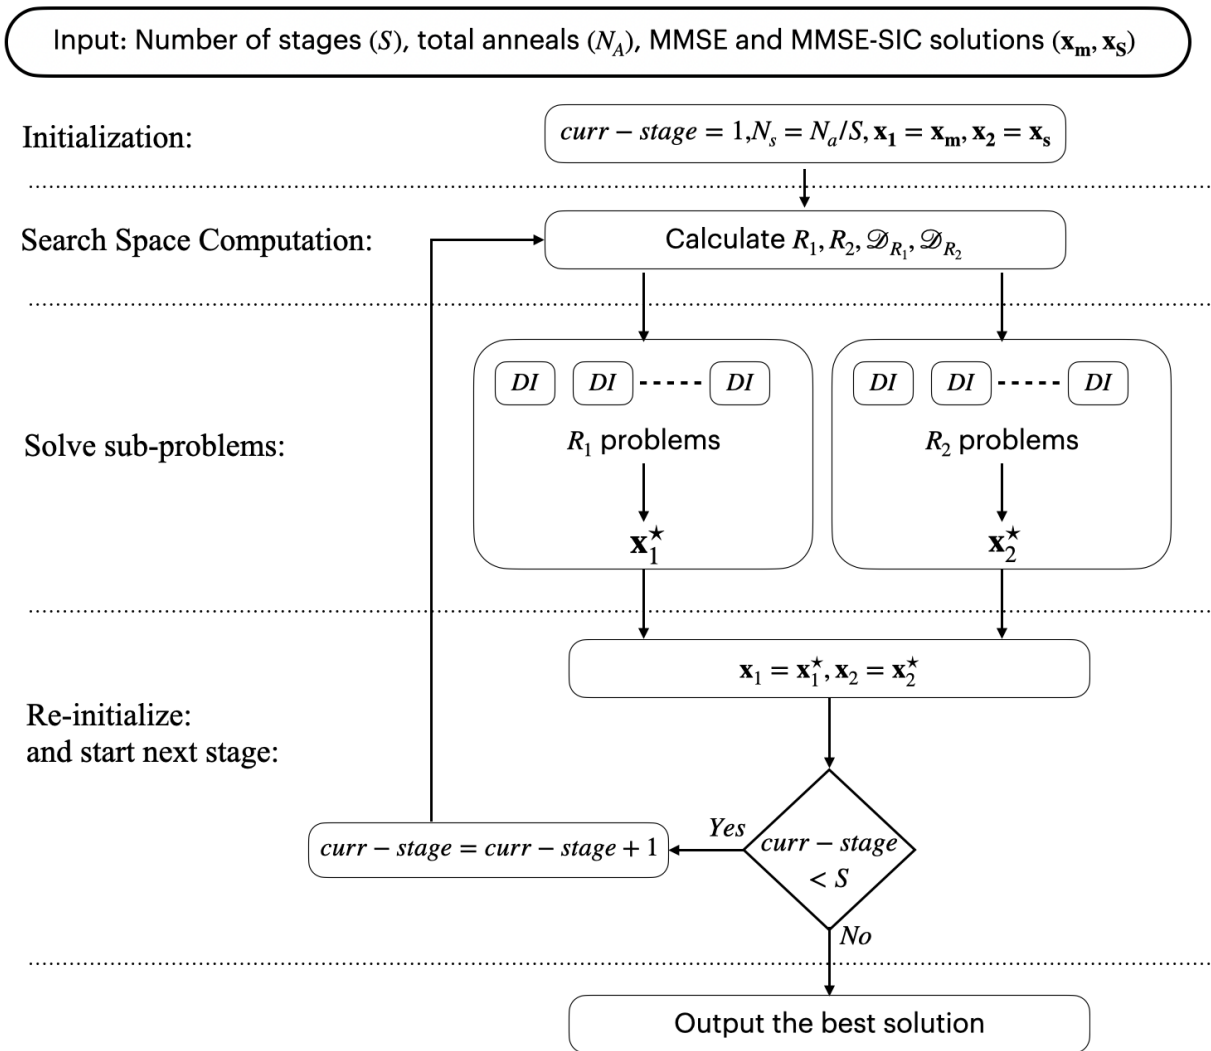 Input: Number of stages (S), total anneals (N_A), MMSE and MMSE-SIC solutions (x_m, x_S)
Initialization:
curr − stage = 1,N_s = N_a/S, x_1 = x_m, x_2 = x_s
Search Space Computation:
Calculate R_1, R_2, 𝒟_{R_1}, 𝒟_{R_2}
DI DI DI
DI DI DI
Solve sub-problems:
R_1 problems
R_2 problems
x_1^★
x_2^★
x_1 = x_1^★, x_2 = x_2^★
Re-initialize:
and start next stage:
Yes
curr − stage = curr − stage + 1
curr − stage
< S
No
Output the best solution